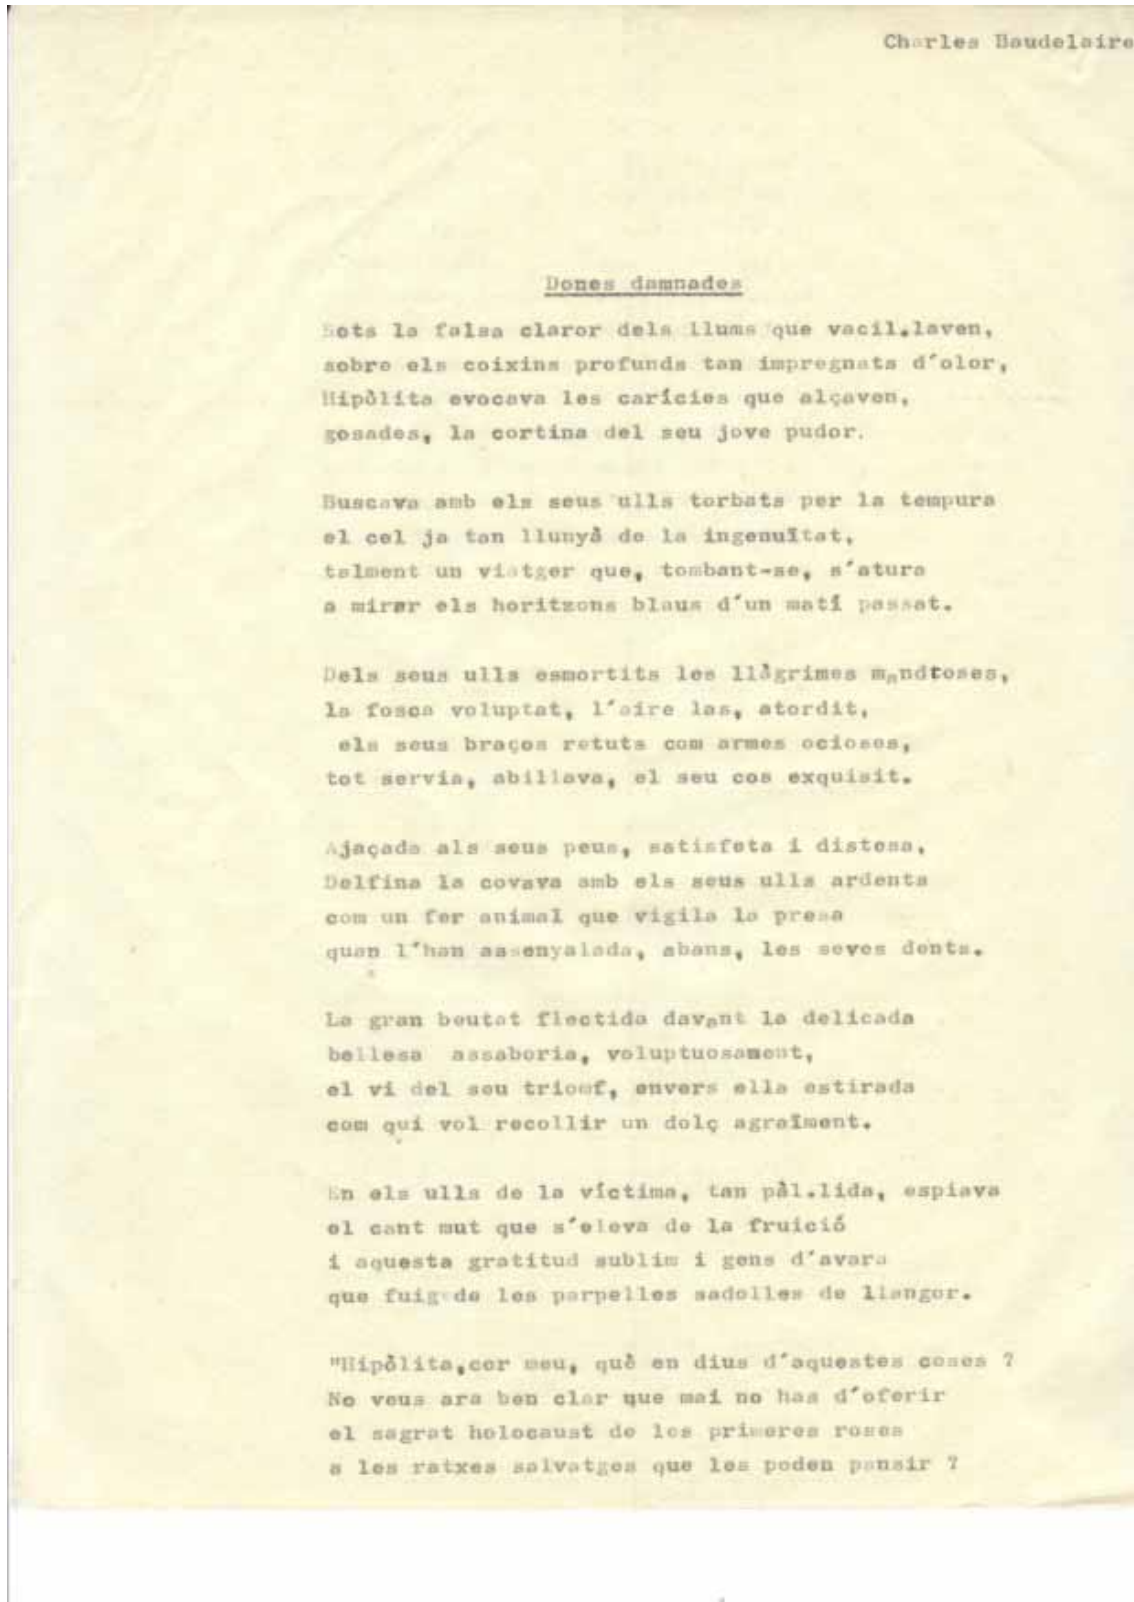 Charles Baudelaire
Dones damnades
Sots la falsa claror dels llums que vacil.laven,
sobre els coixins profunds tan impregnats d'olor,
Hipòlita evocava les carícies que alçaven,
gosades, la cortina del seu jove pudor.
Buscava amb els seus ulls torbats per la tempura
el cel ja tan llunyà de la ingenuïtat,
talment un viatger que, tombant-se, s'atura
a mirar els horitzons blaus d'un matí passat.
Dels seus ulls esmortits les llàgrimes mandroses,
la fosca voluptat, l'aire las, atordit,
els seus braços retuts com armes ocioses,
tot servia, abillava, el seu cos exquisit.
Ajaçada als seus peus, satisfeta i distesa,
Delfina la covava amb els seus ulls ardents
com un fer animal que vigila la presa
quan l'han assenyalada, abans, les seves dents.
La gran beutat flectida davant la delicada
bellesa assaboria, voluptuosament,
el vi del seu triomf, envers ella estirada
com qui vol recollir un dolç agraïment.
En els ulls de la víctima, tan pàl.lida, espiava
el cant mut que s'eleva de la fruició
i aquesta gratitud sublim i gens d'avara
que fuig de les parpelles sadolles de llangor.
"Hipòlita,cor meu, què en dius d'aquestes coses ?
No veus ara ben clar que mai no has d'oferir
el sagrat holocaust de les primeres roses
a les ratxes salvatges que les poden pansir ?